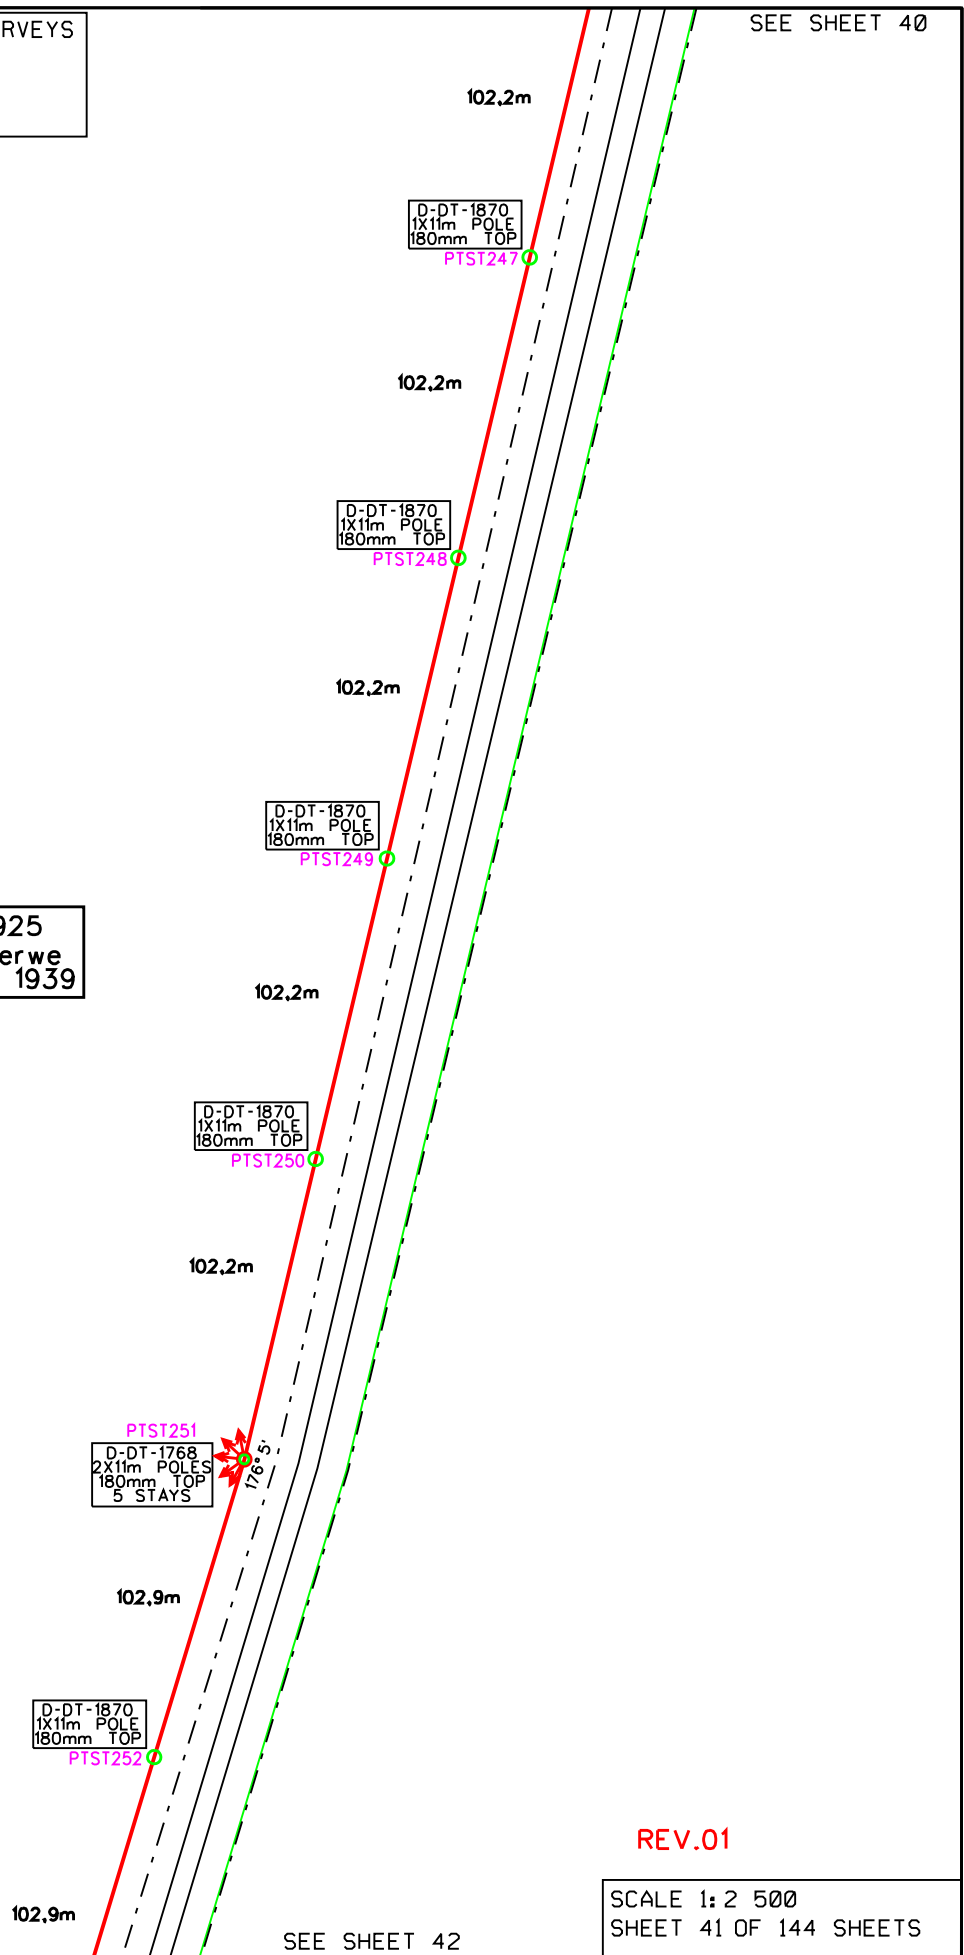 RVEYS
SEE SHEET 40
102,2m
D-DT-1870
1X11m POLE
180mm TOP
PTST247
102,2m
D-DT-1870
1X11m POLE
180mm TOP
PTST248
102,2m
D-DT-1870
1X11m POLE
180mm TOP
PTST249
925
erwe
1939
102,2m
D-DT-1870
1X11m POLE
180mm TOP
PTST250
102,2m
PTST251
D-DT-1768
2X11m POLES
180mm TOP
5 STAYS
176° 5'
102,9m
D-DT-1870
1X11m POLE
180mm TOP
PTST252
REV.01
102,9m
SEE SHEET 42
SCALE 1:2 500
SHEET 41 OF 144 SHEETS